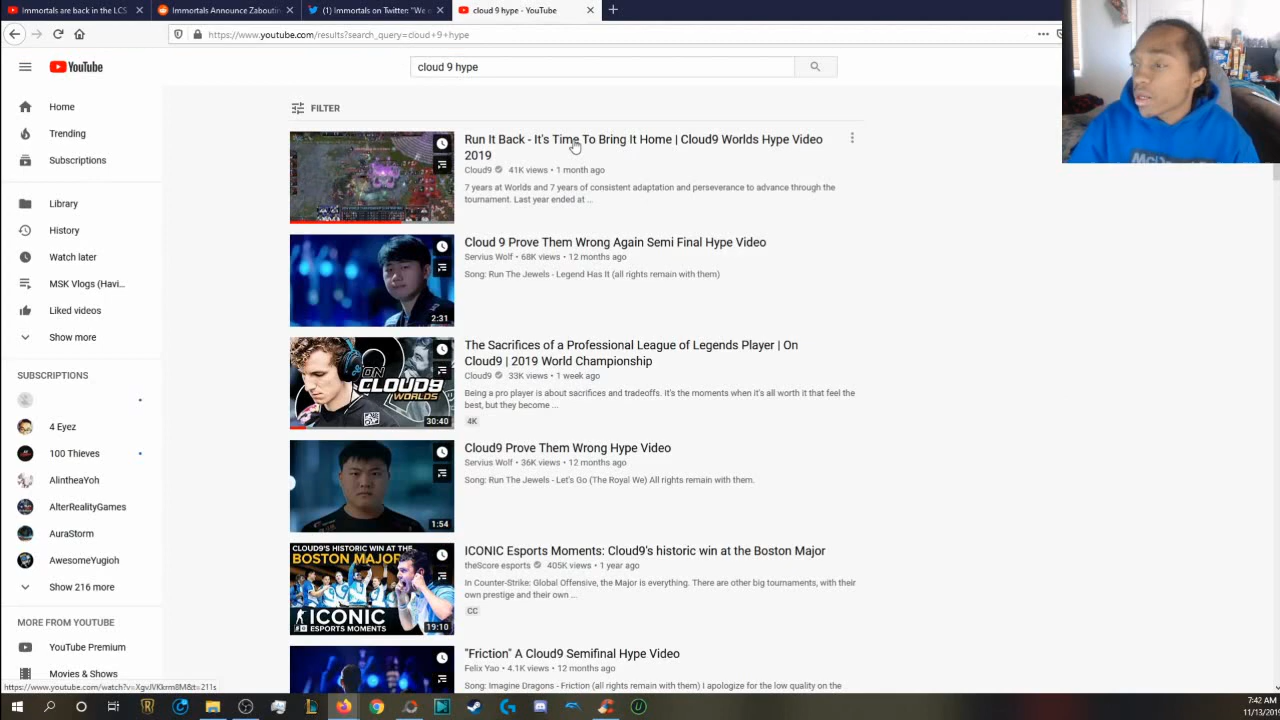 Immortals are back in the LCS
Immortals Announce Zabouting
(1) Immortals on Twitter: "We o
cloud 9 hype - YouTube
https://www.youtube.com/results?search_query=cloud+9+hype
YouTube
cloud 9 hype
Home
Trending
Subscriptions
Library
History
Watch later
MSK Vlogs (Havi...
Liked videos
Show more
SUBSCRIPTIONS
4 Eyez
100 Thieves
AlintheaYoh
AlterRealityGames
AuraStorm
AwesomeYugioh
Show 216 more
MORE FROM YOUTUBE
YouTube Premium
Movies & Shows
FILTER
Run It Back - It's Time To Bring It Home | Cloud9 Worlds Hype Video
2019
Cloud9 41K views • 1 month ago
7 years at Worlds and 7 years of consistent adaptation and perseverance to advance through the
tournament. Last year ended at ...
Cloud 9 Prove Them Wrong Again Semi Final Hype Video
Servius Wolf • 68K views • 12 months ago
Song: Run The Jewels - Legend Has It (all rights remain with them)
2:31
The Sacrifices of a Professional League of Legends Player | On
Cloud9 | 2019 World Championship
Cloud9 33K views • 1 week ago
Being a pro player is about sacrifices and tradeoffs. It's the moments when it's all worth it that feel the
best, but they become ...
4K
ON
CLOUD9
WORLDS
30:40
Cloud9 Prove Them Wrong Hype Video
Servius Wolf • 36K views • 12 months ago
Song: Run The Jewels - Let's Go (The Royal We) All rights remain with them.
1:54
ICONIC Esports Moments: Cloud9's historic win at the Boston Major
theScore esports 405K views • 1 year ago
In Counter-Strike: Global Offensive, the Major is everything. There are other big tournaments, with their
own prestige and their own ...
CC
CLOUD9'S HISTORIC WIN AT THE
BOSTON MAJOR
ICONIC
ESPORTS MOMENTS
19:10
"Friction" A Cloud9 Semifinal Hype Video
Felix Yao • 4.1K views • 12 months ago
Song: Imagine Dragons - Friction (all rights remain with them) I apologize for the low quality on the
7:42 AM